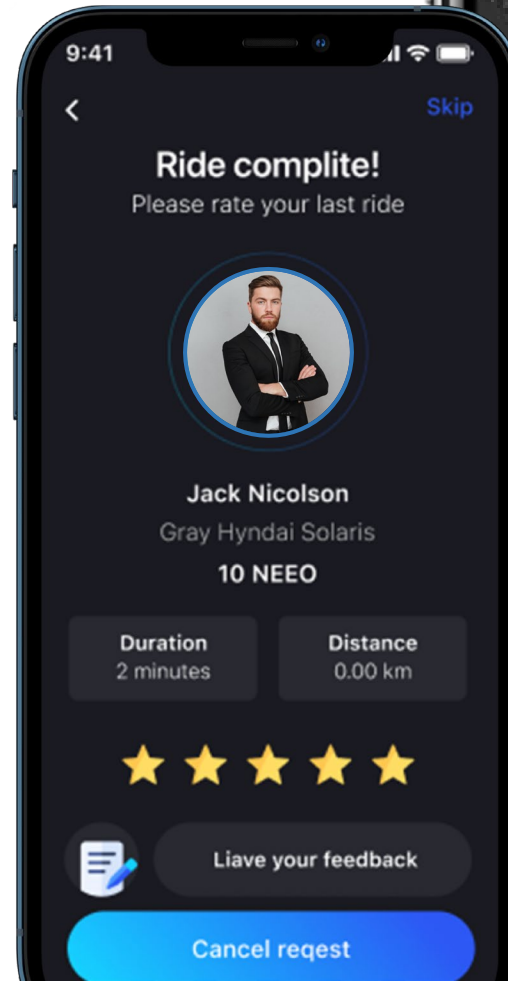 9:41
Skip
Ride complite!
Please rate your last ride
Jack Nicolson
Gray Hyndai Solaris
10 NEEO
Duration
2 minutes
Distance
0.00 km
Liave your feedback
Cancel reqest